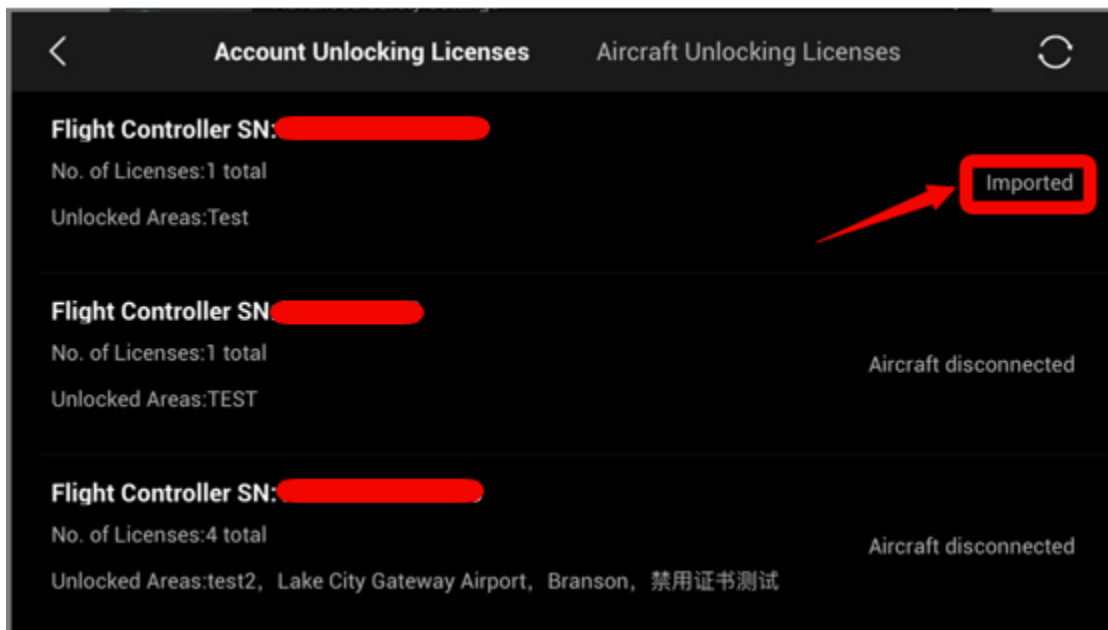 Account Unlocking Licenses Aircraft Unlocking Licenses
Flight Controller SN:
No. of Licenses:1 total
Imported
Unlocked Areas:Test
Flight Controller SN
No. of Licenses:1 total
Aircraft disconnected
Unlocked Areas:TEST
Flight Controller SN:
No. of Licenses:4 total
Aircraft disconnected
Unlocked Areas:test2，Lake City Gateway Airport，Branson，禁用证书测试